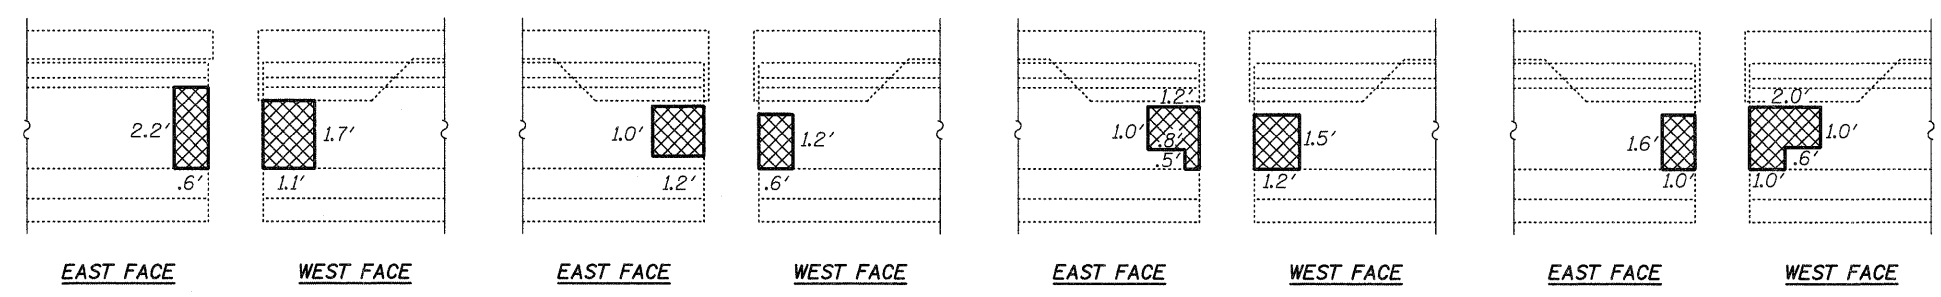 2.2′
.6′
EAST FACE
1.7′
1.1′
WEST FACE
1.0′
1.2′
EAST FACE
1.2′
.6′
WEST FACE
1.2′
1.0′
.8′
.5′
EAST FACE
1.5′
1.2′
WEST FACE
1.6′
1.0′
EAST FACE
2.0′
1.0′
.6′
1.0′
WEST FACE